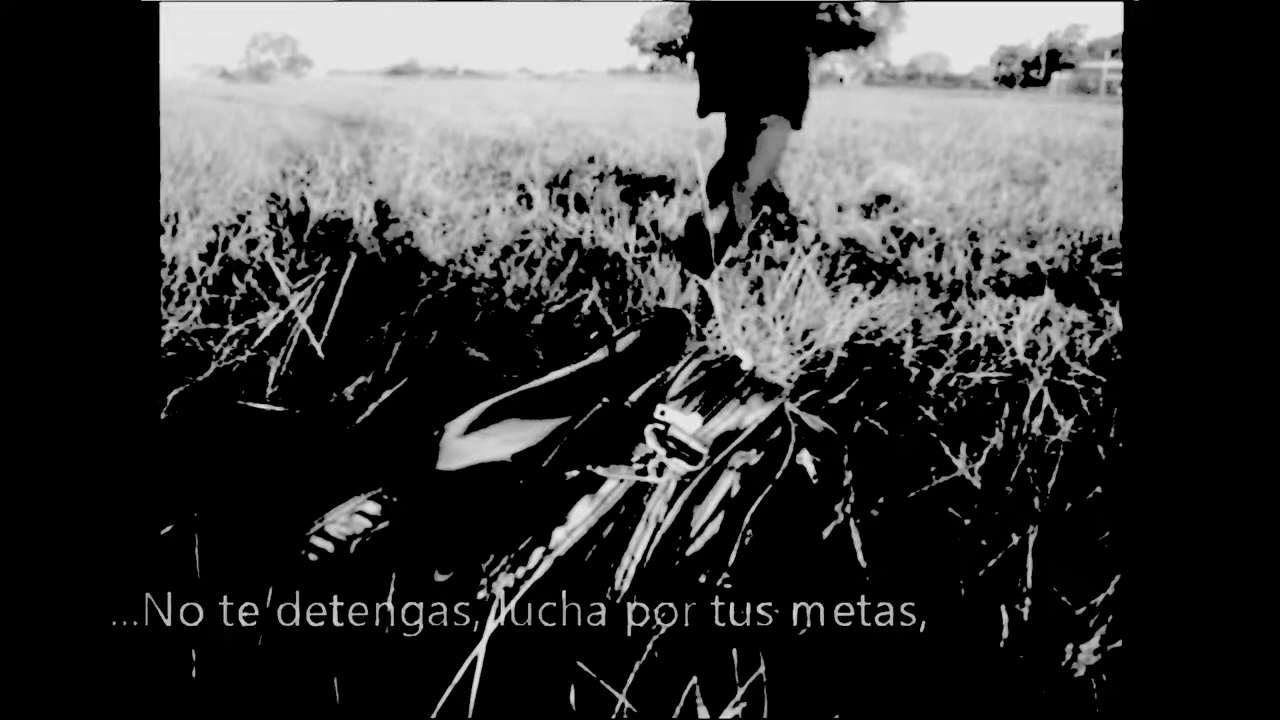 ...No te detengas, lucha por tus metas,